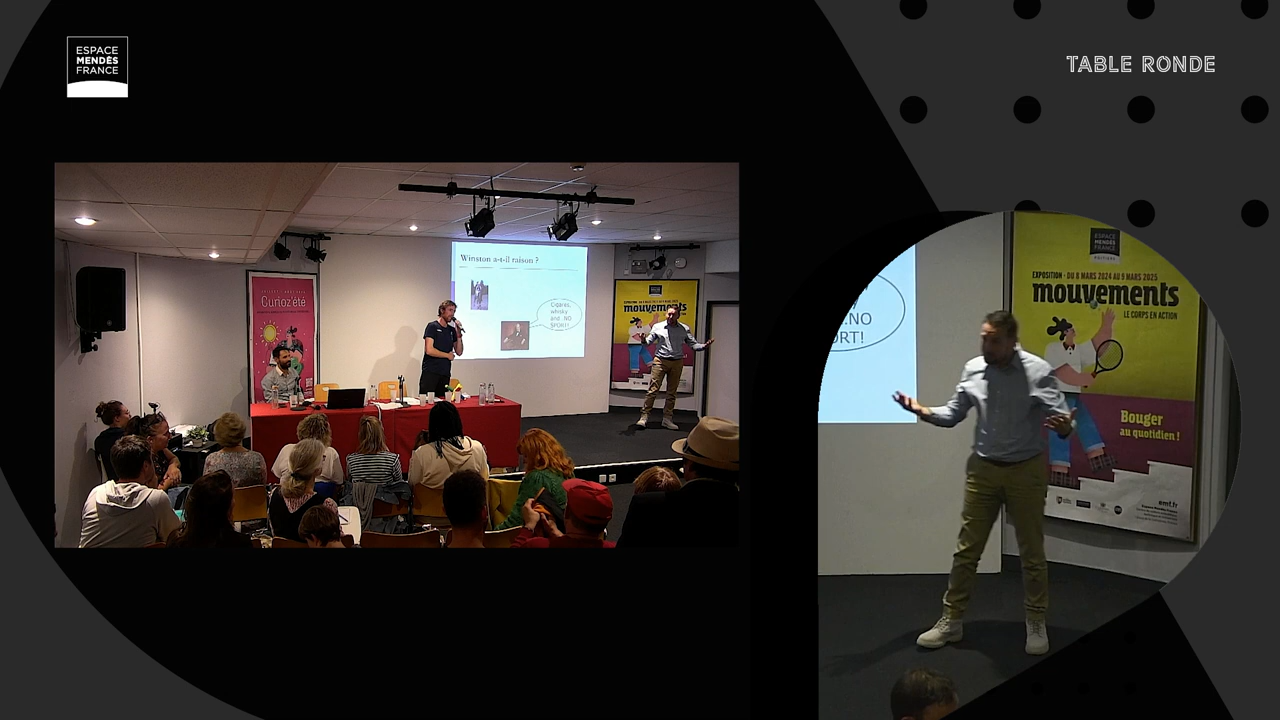 ESPACE
MENDÈS
FRANCE
TABLE RONDE
Curioz'été
Winston a-t-il raison ?
Cigares,
whisky
and...NO
SPORT!
mouvements
...NO
ORT!
ESPACE
MENDÈS
FRANCE
EXPOSITION · DU 8 MARS 2024 AU 9 MARS 2025
mouvements
LE CORPS EN ACTION
Bouger
au quotidien !
emf.fr